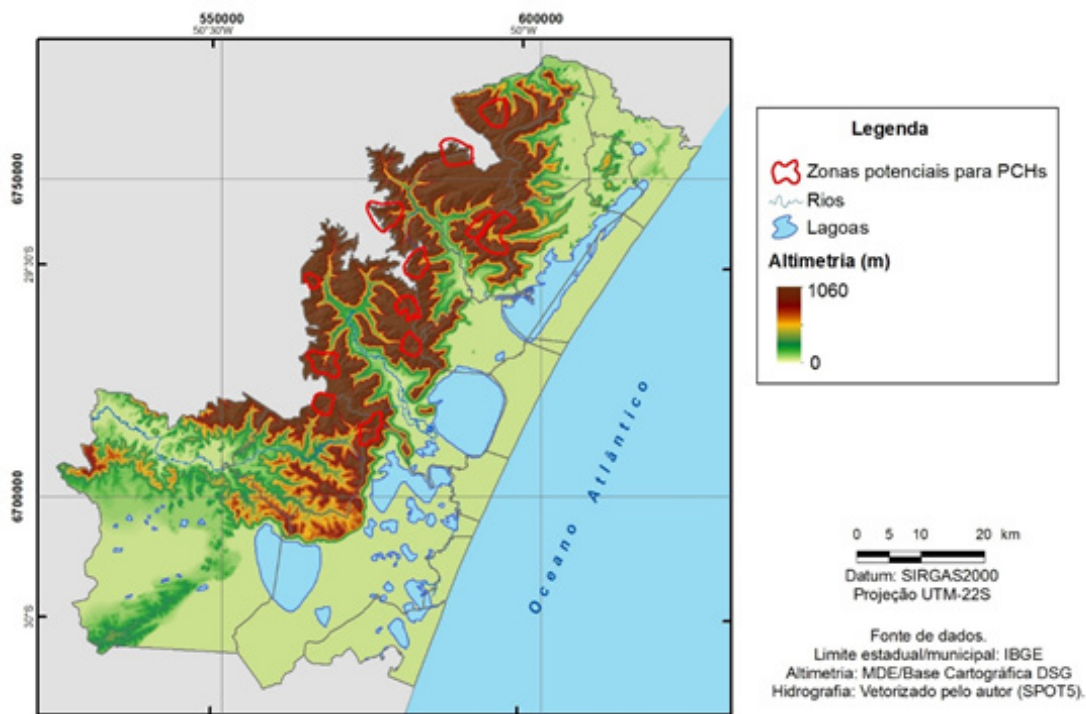 550000
600000
50°30'W
50°W
6750000
29°30'S
6700000
30°S
Oceano Atlântico
Legenda
Zonas potenciais para PCHs
Rios
Lagoas
Altimetria (m)
1060
0
0 5 10 20 km
Datum: SIRGAS2000
Projeção UTM-22S
Fonte de dados.
Limite estadual/municipal: IBGE
Altimetria: MDE/Base Cartográfica DSG
Hidrografia: Vetorizado pelo autor (SPOT5).